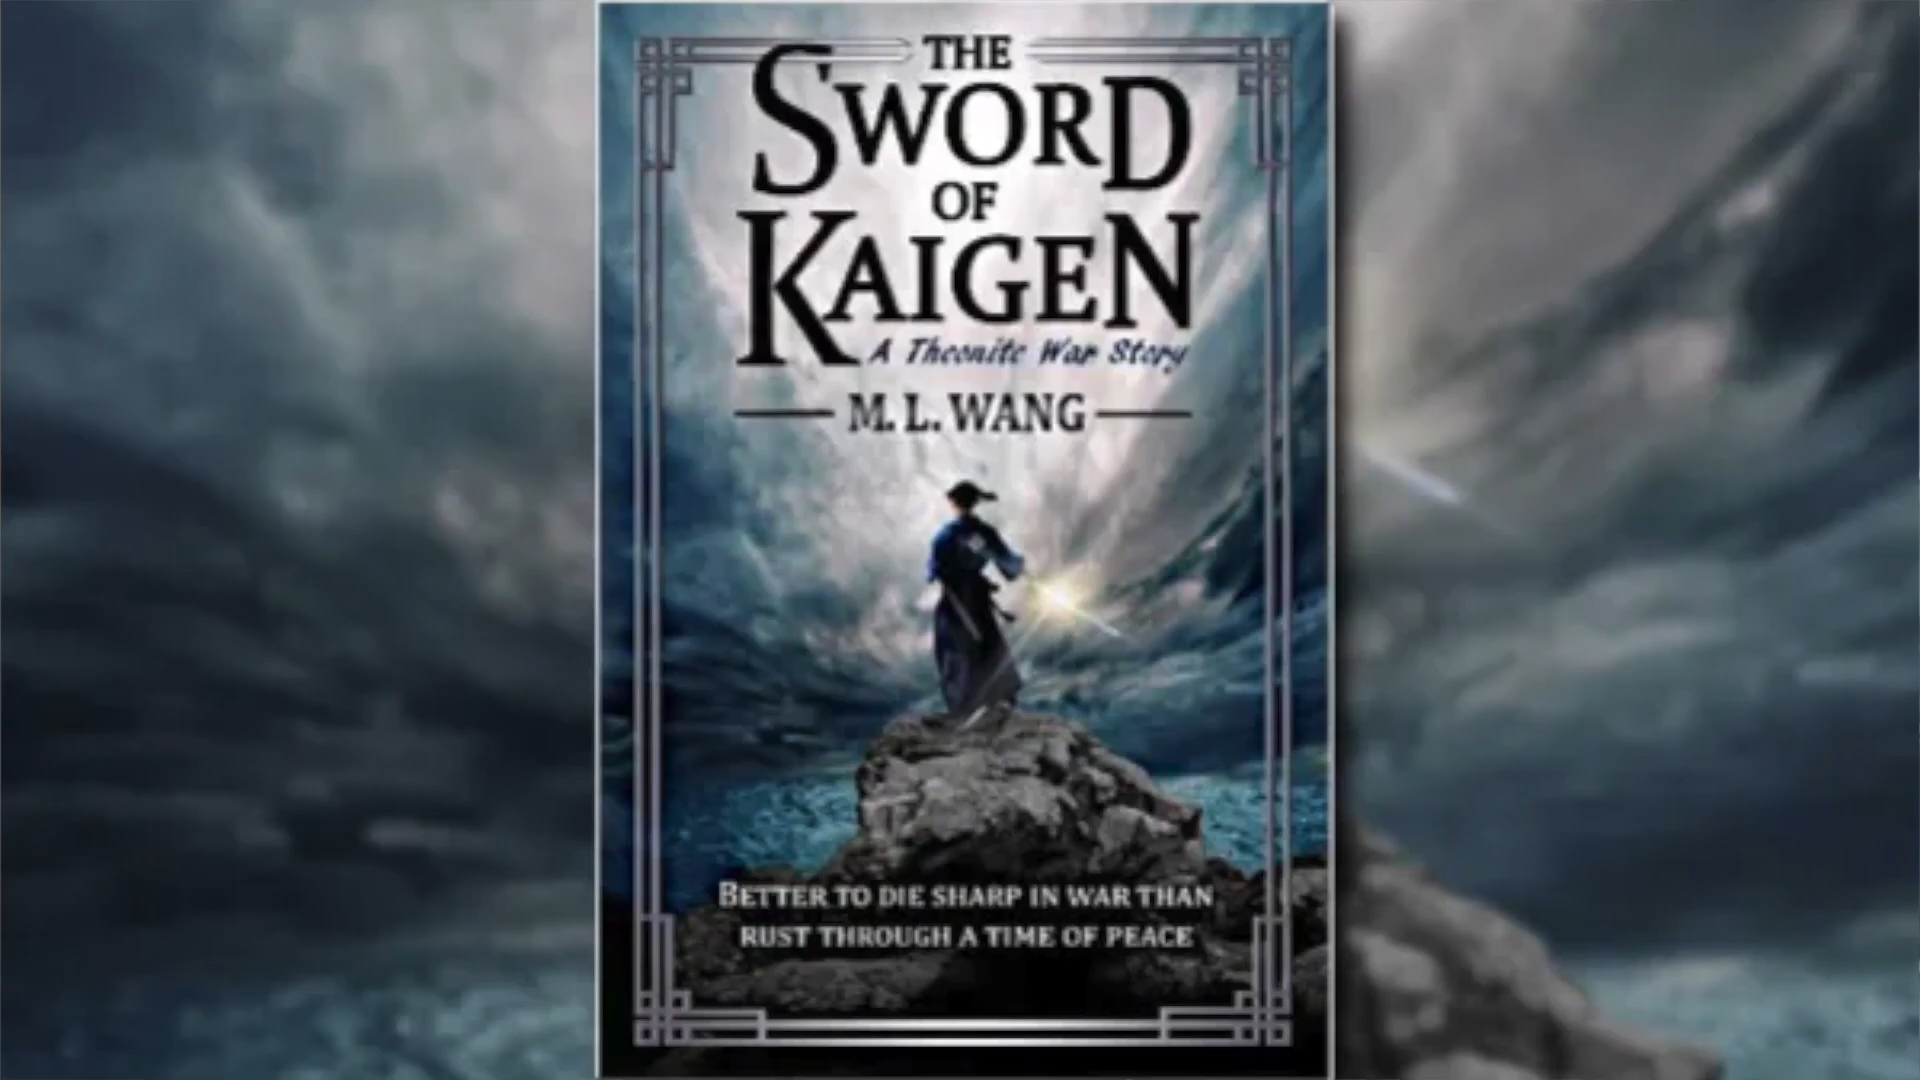 THE
SWORD
OF
KAIGEN
A Theonite War Story
M. L. WANG
BETTER TO DIE SHARP IN WAR THAN
RUST THROUGH A TIME OF PEACE